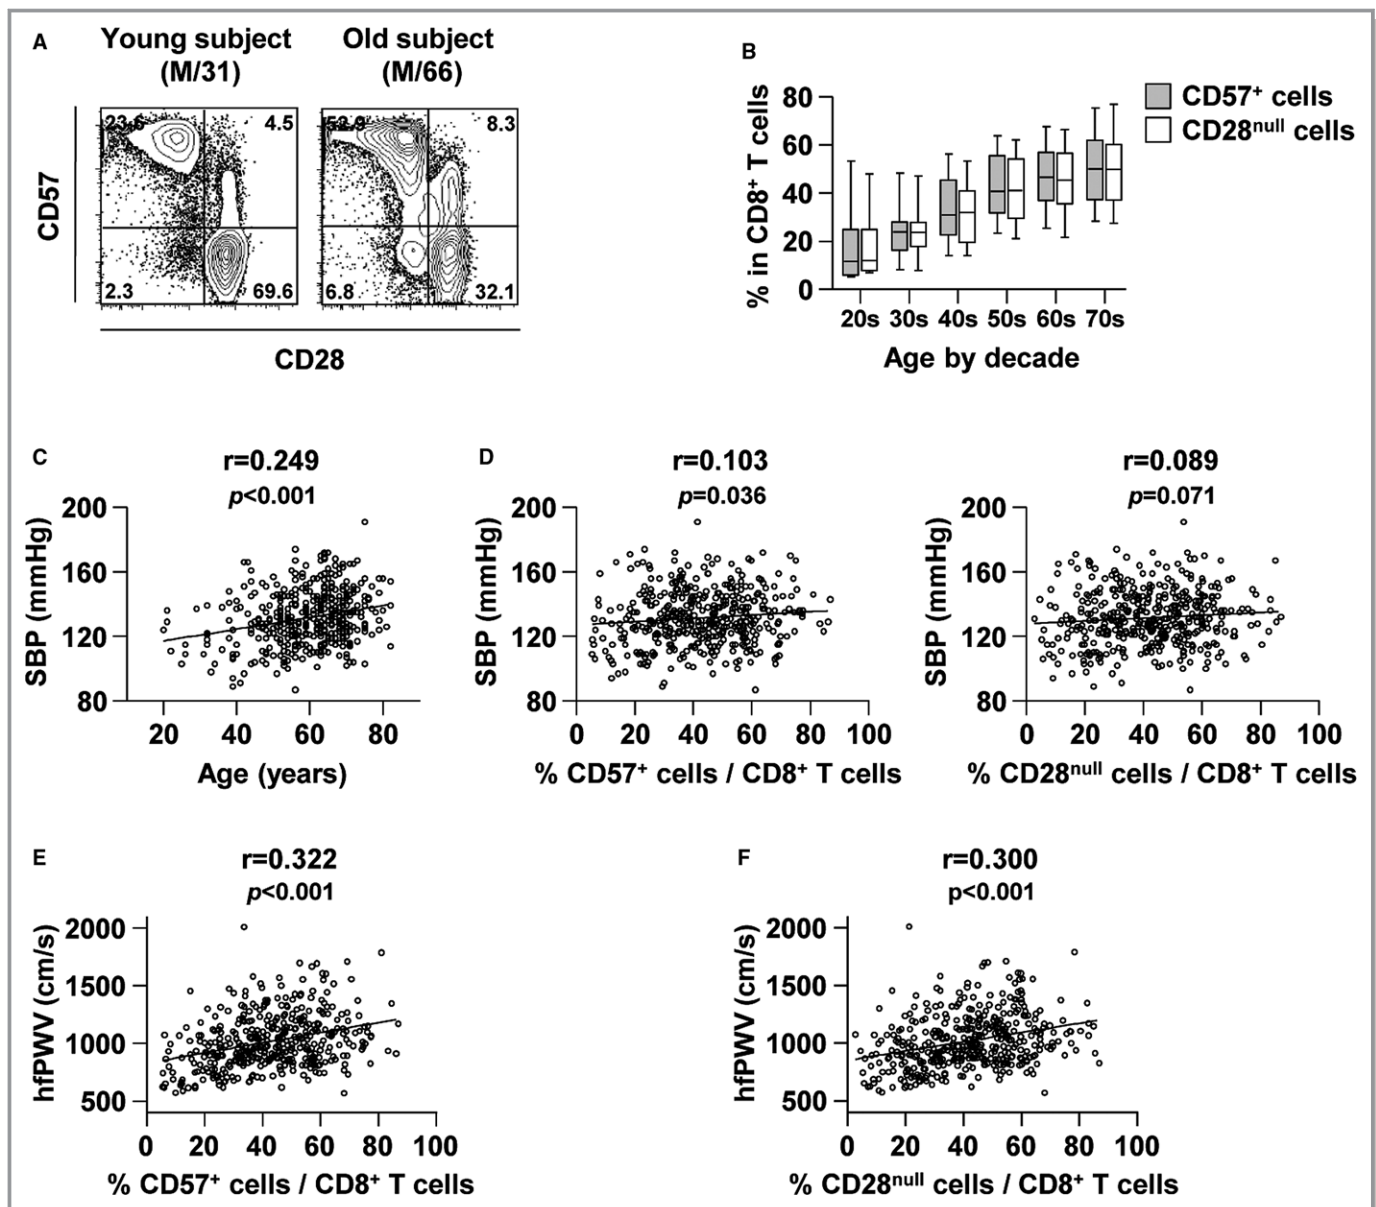 A
Young subject
(M/31)
Old subject
(M/66)
23.6
4.5
2.3
69.6
52.9
8.3
6.8
32.1
CD57
CD28
B
CD57⁺ cells
CD28ⁿᵘˡˡ cells
% in CD8⁺ T cells
80
60
40
20
0
20s 30s 40s 50s 60s 70s
Age by decade
C
r=0.249
p<0.001
SBP (mmHg)
200
160
120
80
20 40 60 80
Age (years)
D
r=0.103
p=0.036
SBP (mmHg)
200
160
120
80
0 20 40 60 80 100
% CD57⁺ cells / CD8⁺ T cells
r=0.089
p=0.071
SBP (mmHg)
200
160
120
80
0 20 40 60 80 100
% CD28ⁿᵘˡˡ cells / CD8⁺ T cells
E
r=0.322
p<0.001
hfPWV (cm/s)
2000
1500
1000
500
0 20 40 60 80 100
% CD57⁺ cells / CD8⁺ T cells
F
r=0.300
p<0.001
hfPWV (cm/s)
2000
1500
1000
500
0 20 40 60 80 100
% CD28ⁿᵘˡˡ cells / CD8⁺ T cells